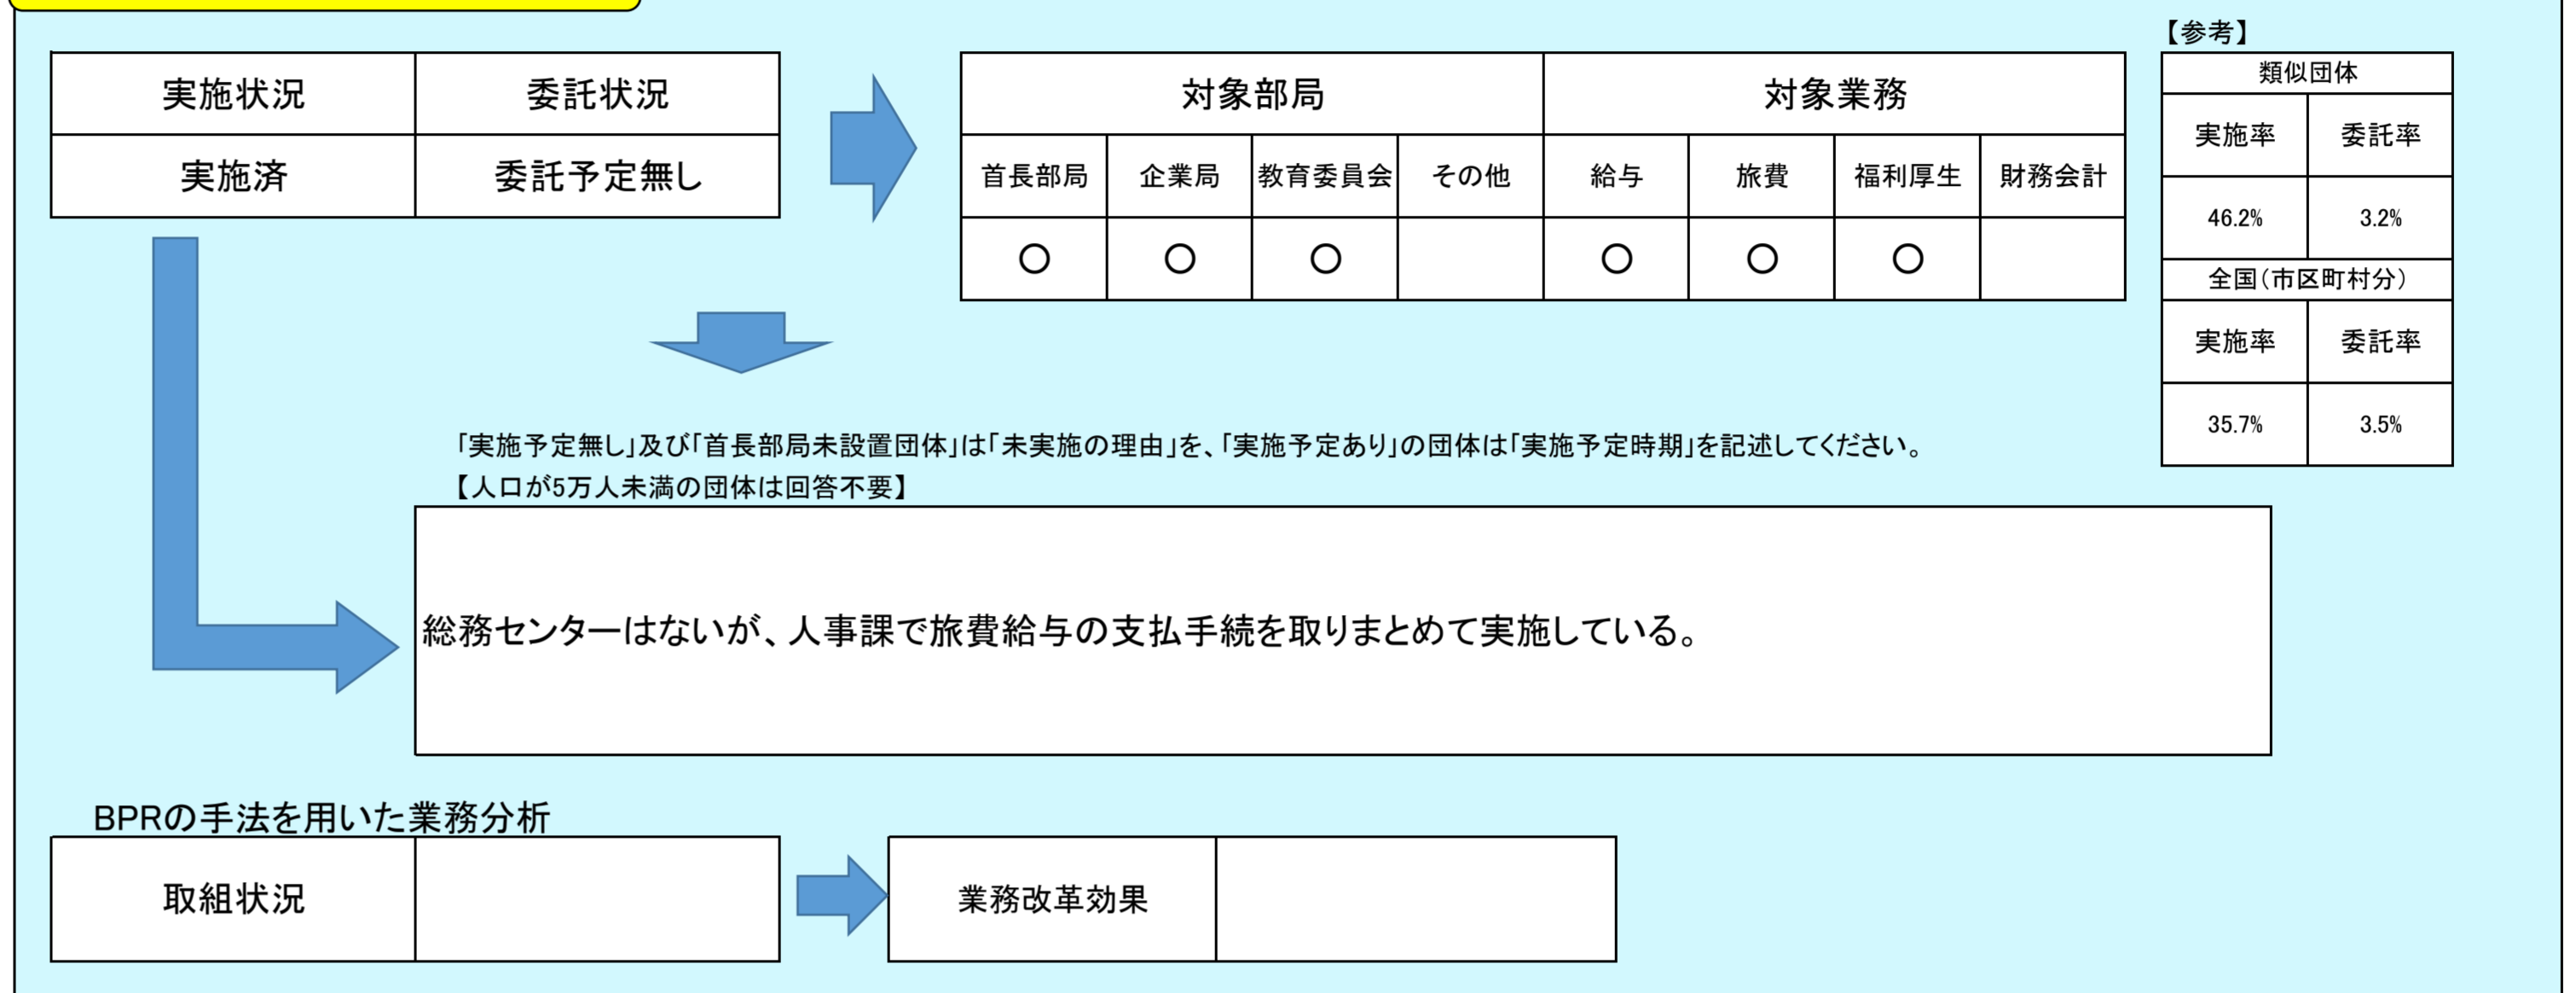 【参考】
実施状況 委託状況
実施済 委託予定無し
対象部局 対象業務
首長部局 企業局 教育委員会 その他 給与 旅費 福利厚生 財務会計
○ ○ ○ ○ ○ ○
類似団体
実施率 委託率
46.2% 3.2%
全国(市区町村分)
実施率 委託率
35.7% 3.5%
「実施予定無し」及び「首長部局未設置団体」は「未実施の理由」を、「実施予定あり」の団体は「実施予定時期」を記述してください。
【人口が5万人未満の団体は回答不要】
総務センターはないが、人事課で旅費給与の支払手続を取りまとめて実施している。
BPRの手法を用いた業務分析
取組状況
業務改革効果